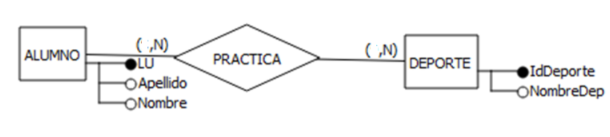 ALUMNO
( ,N)
PRACTICA
( ,N)
DEPORTE
LU
Apellido
Nombre
IdDeporte
NombreDep